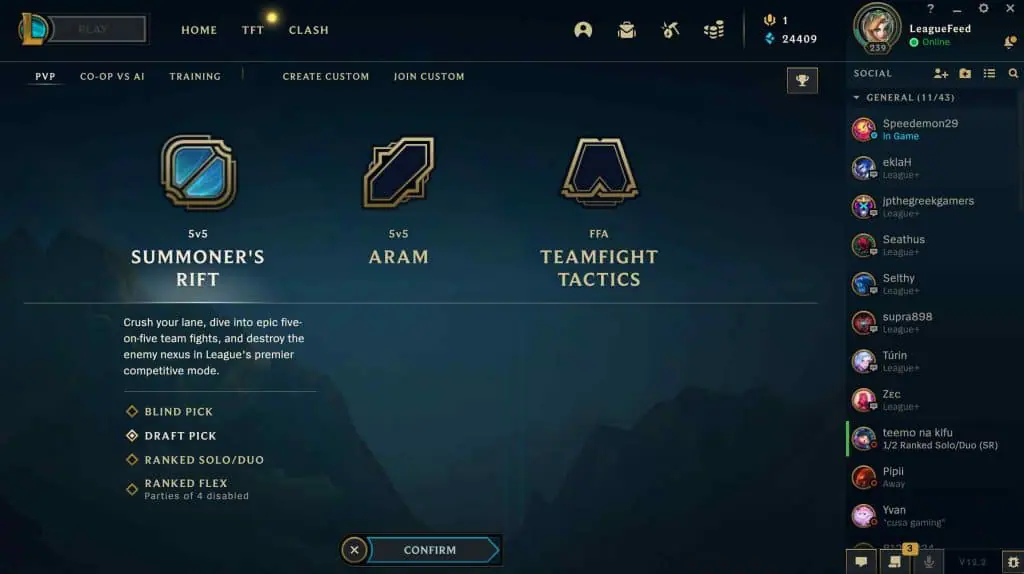 PLAY
HOME
TFT
CLASH
1
24409
239
LeagueFeed
Online
PVP
CO-OP VS AI
TRAINING
CREATE CUSTOM
JOIN CUSTOM
SOCIAL
GENERAL (11/43)
5v5
SUMMONER'S
RIFT
5v5
ARAM
FFA
TEAMFIGHT
TACTICS
Crush your lane, dive into epic five-
on-five team fights, and destroy the
enemy nexus in League's premier
competitive mode.
BLIND PICK
DRAFT PICK
RANKED SOLO/DUO
RANKED FLEX
Parties of 4 disabled
CONFIRM
Speedemon29
In Game
eklaH
League+
jpthegreekgamers
League+
Seathus
League+
Selthy
League+
supra898
League+
Túrin
League+
Zεc
League+
teemo na kifu
1/2 Ranked Solo/Duo (SR)
Pipii
Away
Yvan
"cusa gaming"
3
V12.2